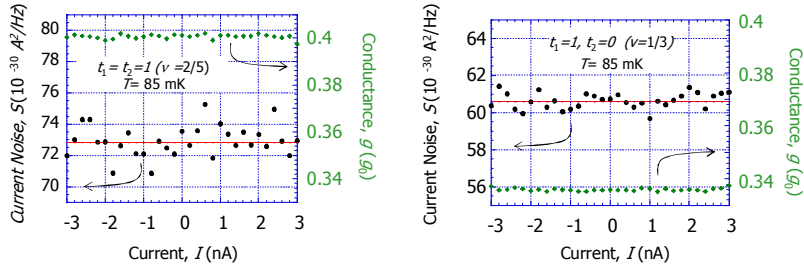 Current Noise, S(10 -30 A2/Hz)
80
78
76
74
72
70
t1 = t2=1 (ν=2/5)
T= 85 mK
0.4
0.38
0.36
0.34
Conductance, g (g0)
-3 -2 -1 0 1 2 3
Current, I (nA)
Current Noise, S(10 -30 A2/Hz)
64
62
60
58
56
t1=1, t2=0 (ν=1/3)
T= 85 mK
0.4
0.38
0.36
0.34
Conductance, g (g0)
-3 -2 -1 0 1 2 3
Current, I (nA)